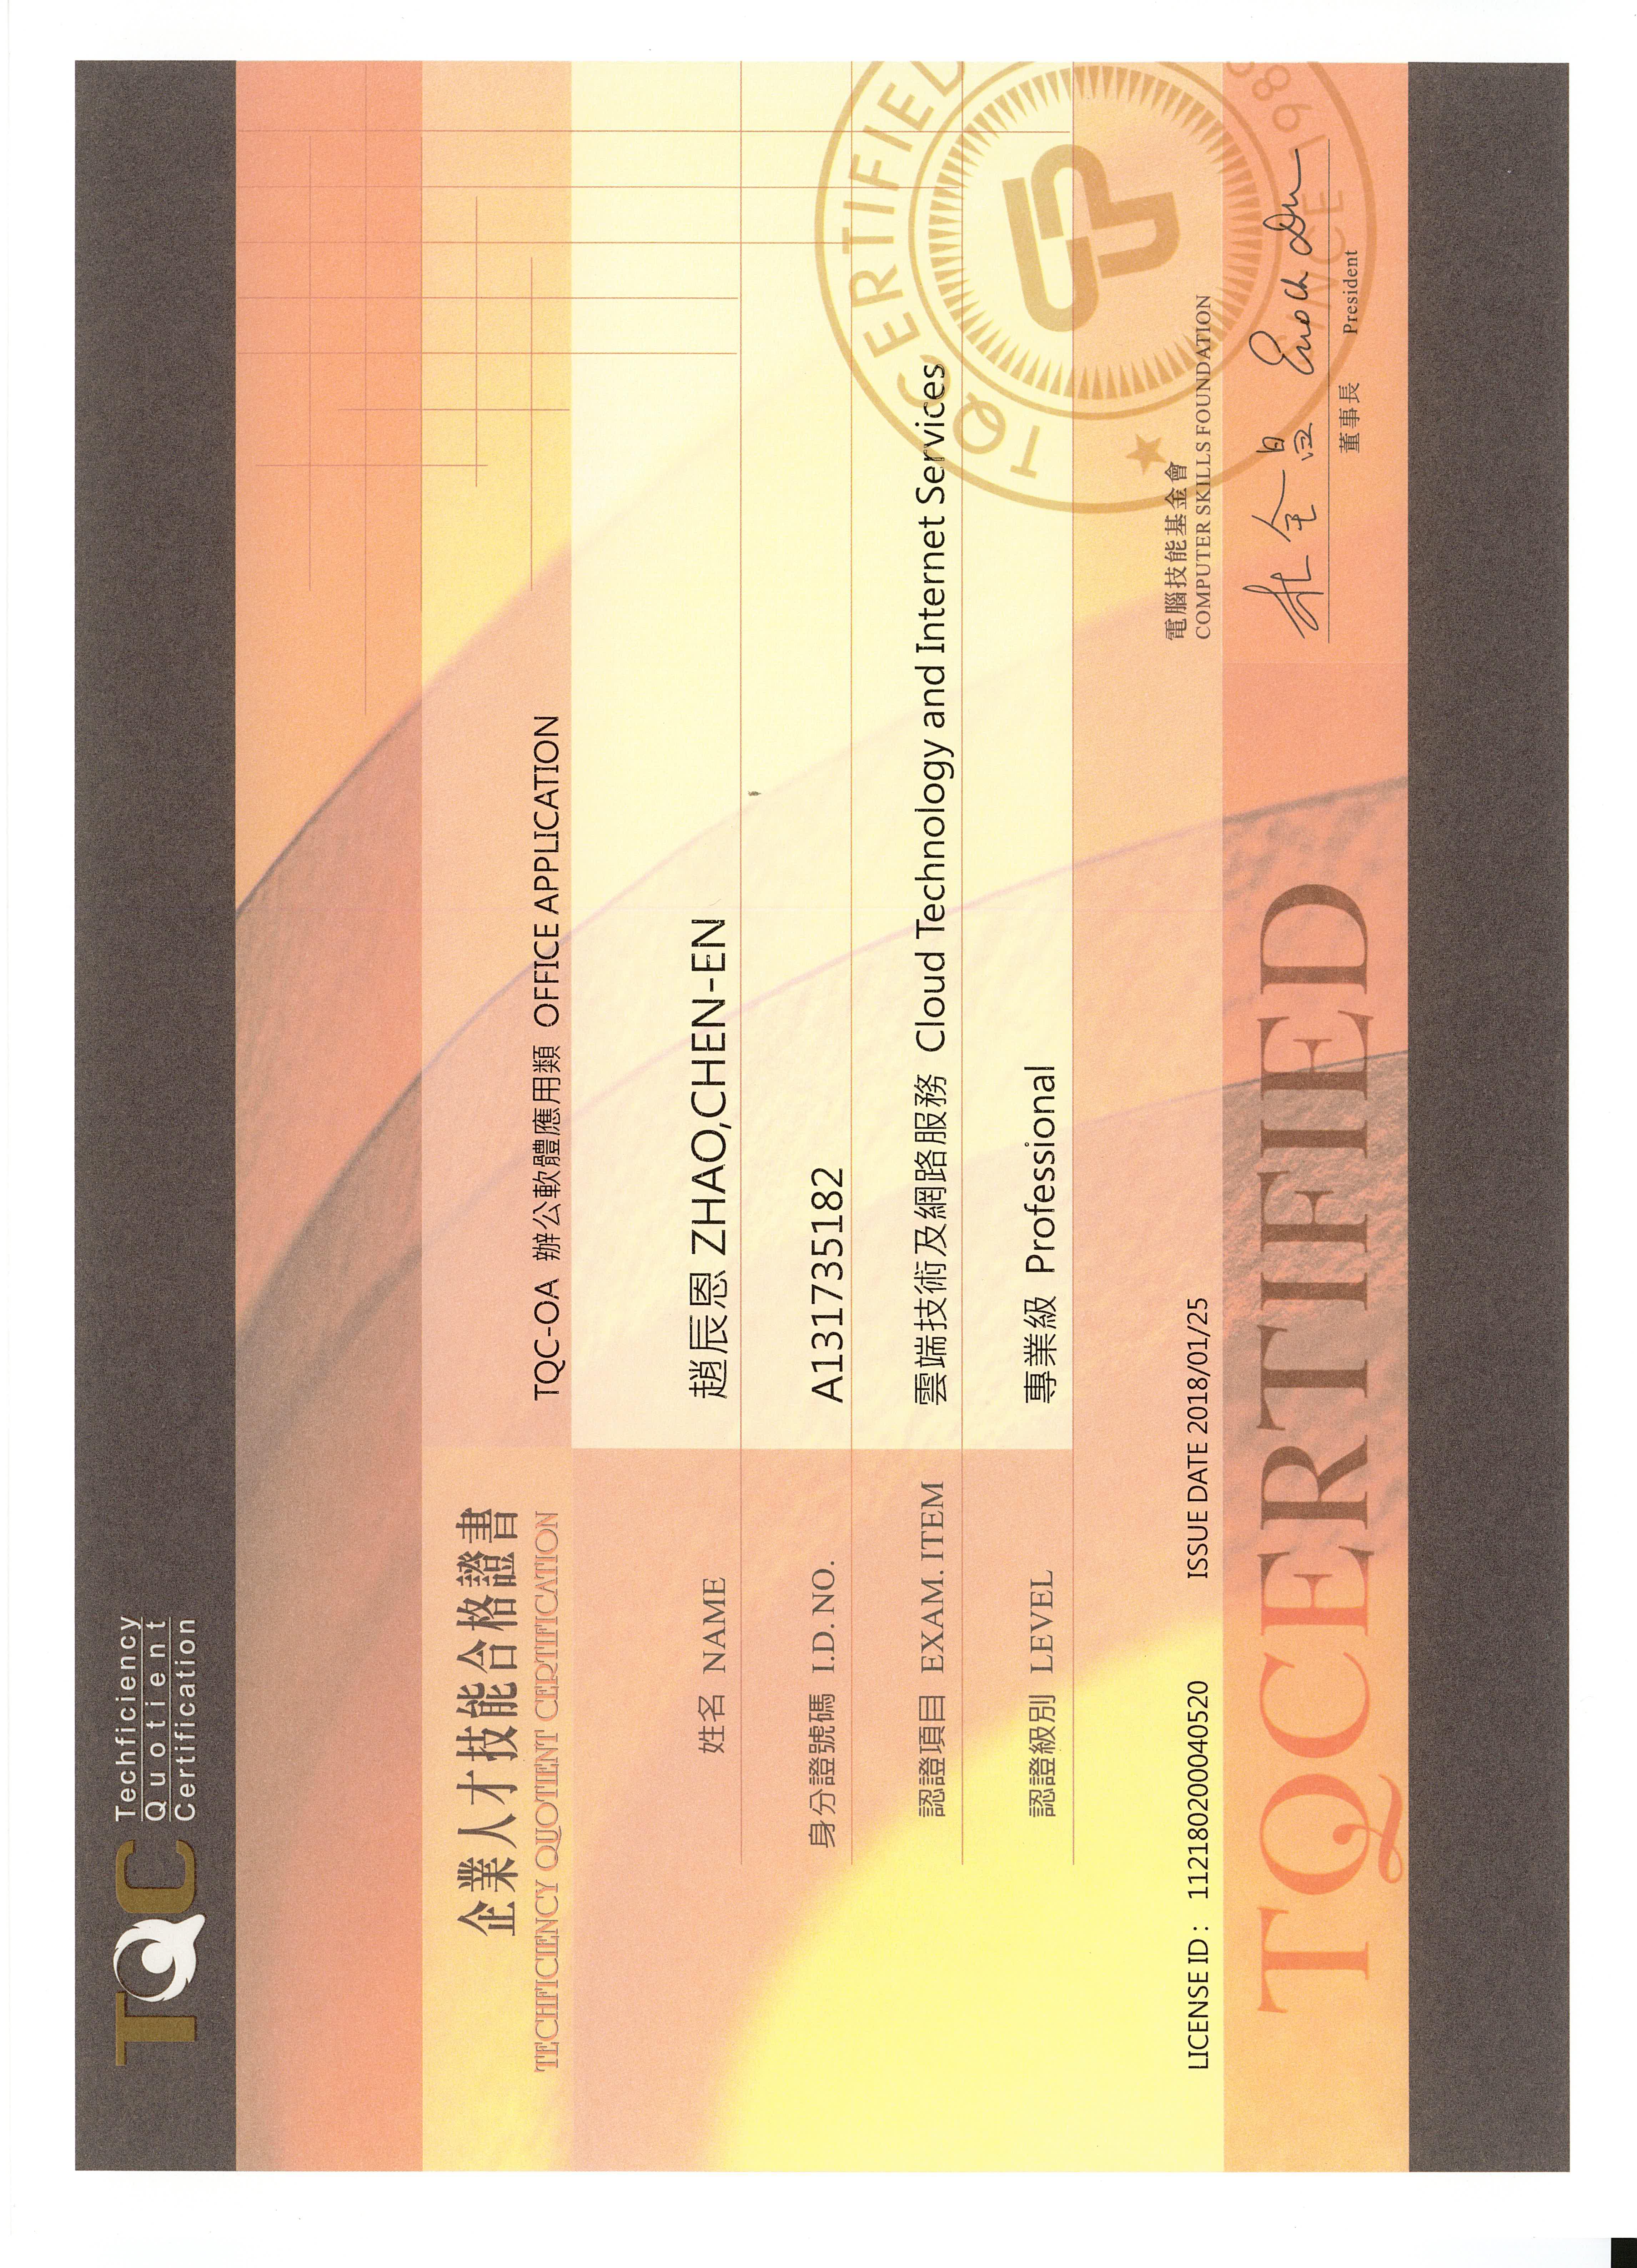 TQC Techficiency
Quotient
Certification
企業人才技能合格證書
TECHFICIENCY QUOTIENT CERTIFICATION
TQC-OA 辦公軟體應用類 OFFICE APPLICATION
姓名 NAME 趙辰恩 ZHAO,CHEN-EN
身分證號碼 I.D. NO. A131735182
認證項目 EXAM. ITEM 雲端技術及網路服務 Cloud Technology and Internet Services
認證級別 LEVEL 專業級 Professional
TQCERTIFIED
SINCE 1989
LICENSE ID : 112180200040520 ISSUE DATE 2018/01/25
電腦技能基金會
COMPUTER SKILLS FOUNDATION
TQCERTIFIED
杜全昌 Enoch Du
董事長 President